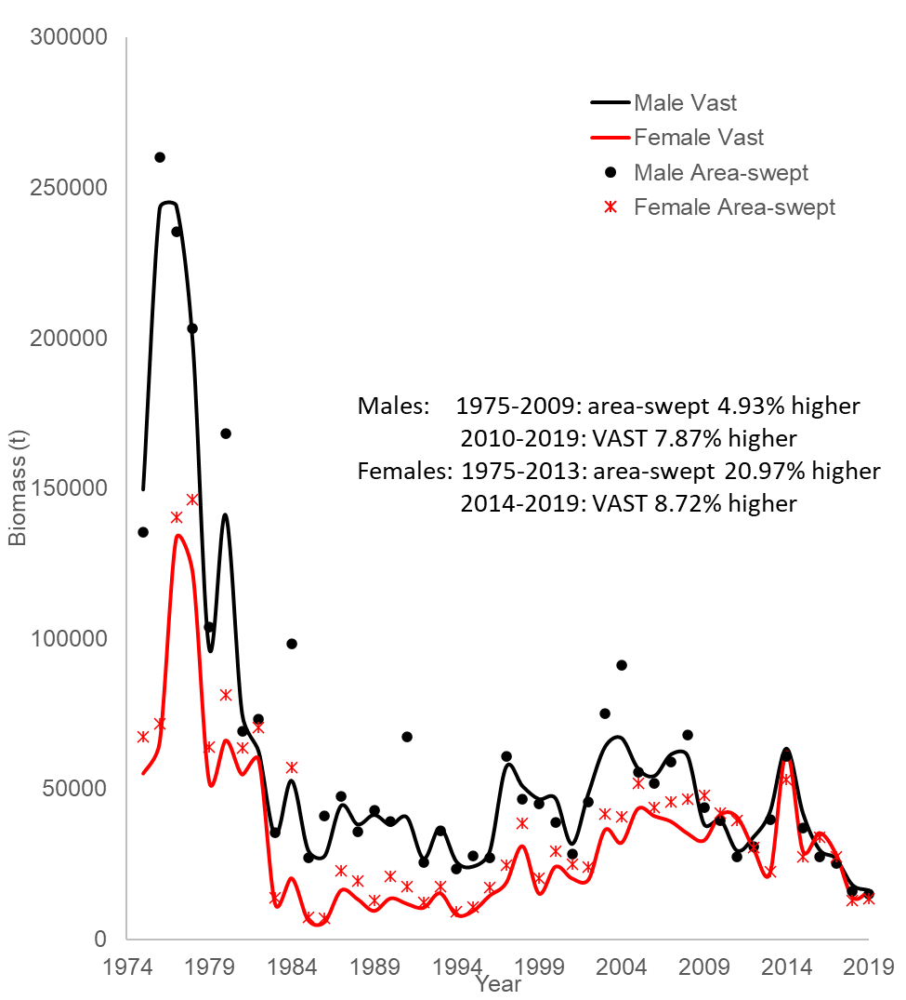 300000
250000
200000
150000
100000
50000
0
Biomass (t)
Male Vast
Female Vast
Male Area-swept
Female Area-swept
Males: 1975-2009: area-swept 4.93% higher
2010-2019: VAST 7.87% higher
Females: 1975-2013: area-swept 20.97% higher
2014-2019: VAST 8.72% higher
1974 1979 1984 1989 1994 1999 2004 2009 2014 2019
Year